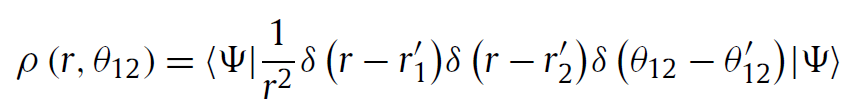 ρ (r, θ₁₂) = ⟨Ψ| 1/r² δ (r − r′₁)δ (r − r′₂)δ (θ₁₂ − θ′₁₂)|Ψ⟩